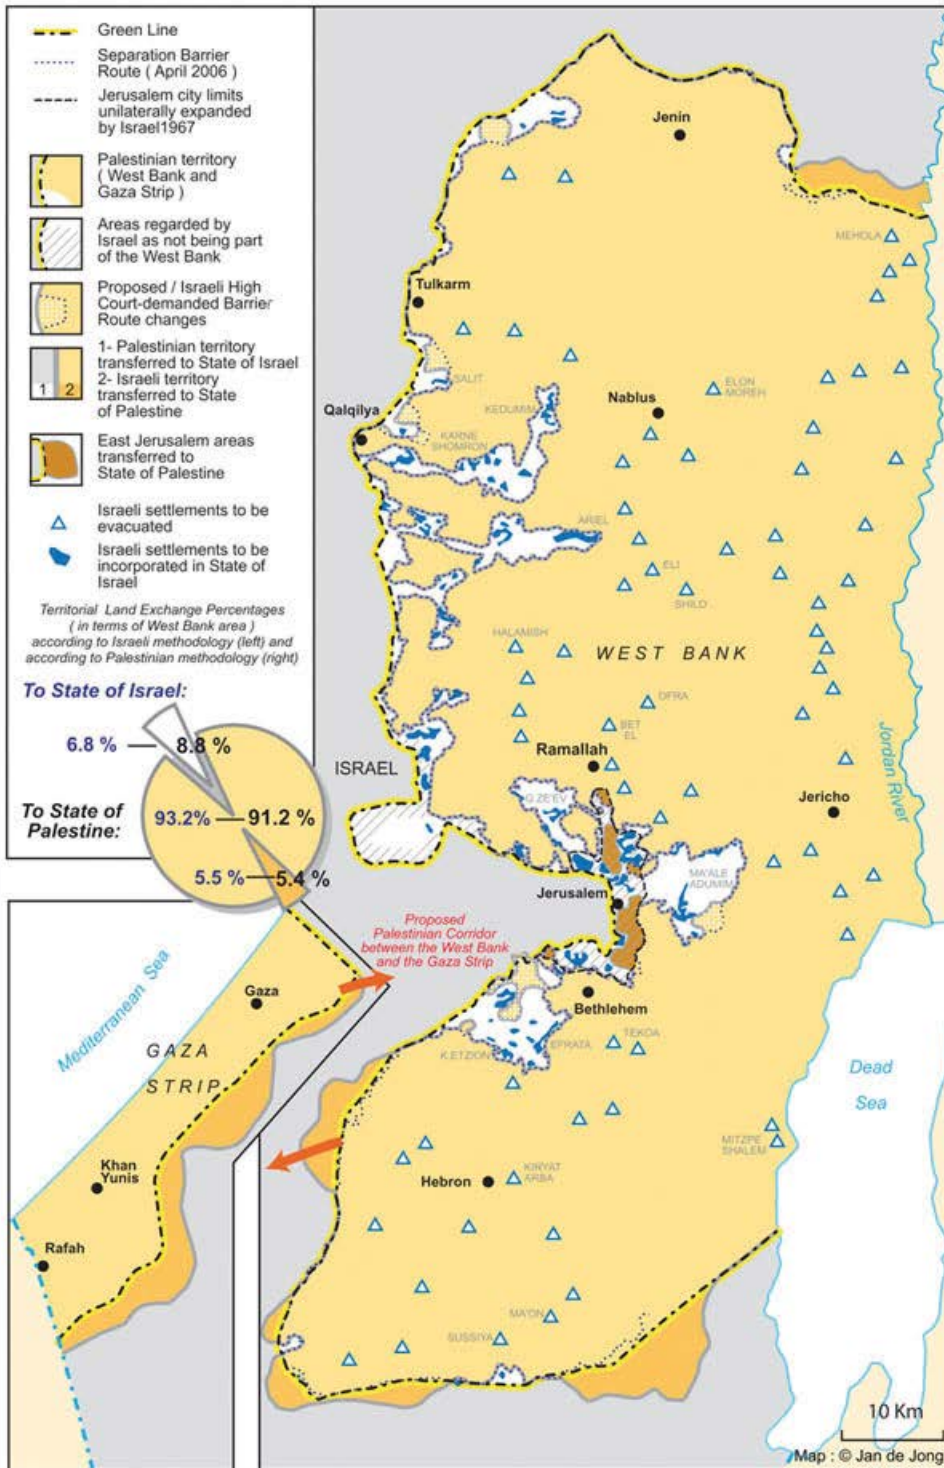 Green Line
Separation Barrier
Route ( April 2006 )
Jerusalem city limits
unilaterally expanded
by Israel1967
Palestinian territory
( West Bank and
Gaza Strip )
Areas regarded by
Israel as not being part
of the West Bank
Proposed / Israeli High
Court-demanded Barrier
Route changes
1- Palestinian territory
transferred to State of Israel
2- Israeli territory
transferred to State
of Palestine
1 2
East Jerusalem areas
transferred to
State of Palestine
Israeli settlements to be
evacuated
Israeli settlements to be
incorporated in State of
Israel
Territorial Land Exchange Percentages
( in terms of West Bank area )
according to Israeli methodology (left) and
according to Palestinian methodology (right)
To State of Israel:
6.8 %
8.8 %
To State of
Palestine:
93.2%
91.2 %
5.5 %
5.4 %
Jenin
MEHOLA
Tulkarm
SALIT
KEDUMIM
ELON
MOREH
Nablus
Qalqilya
KARNE
SHOMRON
ARIEL
ELI
SHILO
HALAMISH
WEST BANK
OFRA
BET
EL
Ramallah
ISRAEL
G.ZE'EV
Jericho
Jordan River
MA'ALE
ADUMIM
Jerusalem
Proposed
Palestinian Corridor
between the West Bank
and the Gaza Strip
Bethlehem
Mediterranean Sea
Gaza
GAZA
STRIP
TEKOA
EFRATA
K.ETZION
Dead
Sea
MITZPE
SHALEM
Khan
Yunis
KIRYAT
ARBA
Hebron
Rafah
MA'ON
SUSSIYA
10 Km
Map : © Jan de Jong